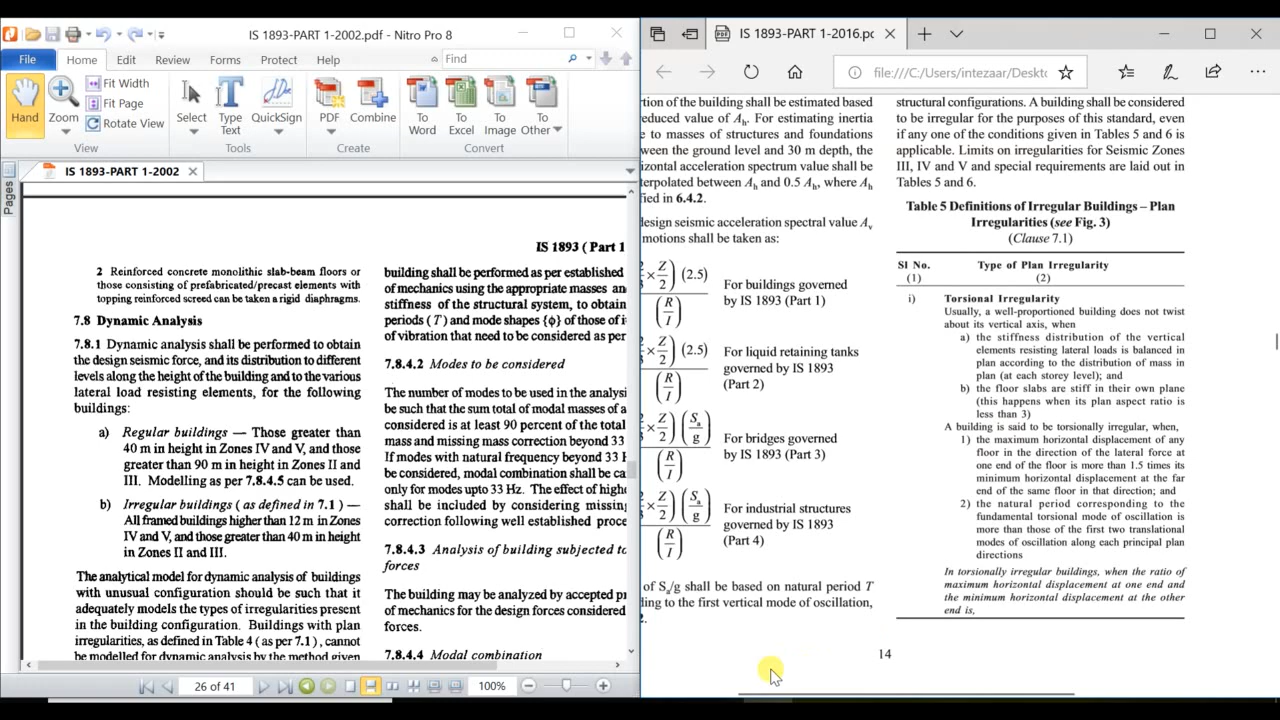 IS 1893-PART 1-2002.pdf - Nitro Pro 8
File Home Edit View Review Forms Protect Help Find
Hand
Zoom
Fit Width
Fit Page
Rotate View
View
Select
Type Text
QuickSign
Tools
PDF
Combine
Create
To Word
To Excel
To Image
To Other
Convert
IS 1893-PART 1-2002
Pages
IS 1893 ( Part 1
2 Reinforced concrete monolithic slab-beam floors or
those consisting of prefabricated/precast elements with
topping reinforced screed can be taken a rigid diaphragms.
7.8 Dynamic Analysis
7.8.1 Dynamic analysis shall be performed to obtain
the design seismic force, and its distribution to different
levels along the height of the building and to the various
lateral load resisting elements, for the following
buildings:
a) Regular buildings — Those greater than
40 m in height in Zones IV and V, and those
greater than 90 m in height in Zones II and
III. Modelling as per 7.8.4.5 can be used.
b) Irregular buildings ( as defined in 7.1 ) —
All framed buildings higher than 12 m in Zones
IV and V, and those greater than 40 m in height
in Zones II and III.
The analytical model for dynamic analysis of buildings
with unusual configuration should be such that it
adequately models the types of irregularities present
in the building configuration. Buildings with plan
irregularities, as defined in Table 4 ( as per 7.1 ), cannot
be modelled for dynamic analysis by the method given
building shall be performed as per established
of mechanics using the appropriate masses an
stiffness of the structural system, to obtain
periods ( T ) and mode shapes {ϕ} of those of i
of vibration that need to be considered as per
7.8.4.2 Modes to be considered
The number of modes to be used in the analysi
be such that the sum total of modal masses of a
considered is at least 90 percent of the total
mass and missing mass correction beyond 33
If modes with natural frequency beyond 33 H
be considered, modal combination shall be ca
only for modes upto 33 Hz. The effect of highe
shall be included by considering missing
correction following well established proce
7.8.4.3 Analysis of building subjected to
forces
The building may be analyzed by accepted pr
of mechanics for the design forces considered
forces.
7.8.4.4 Modal combination
26 of 41
100%
IS 1893-PART 1-2016.pc
file:///C:/Users/intezaar/Deskto
rtion of the building shall be estimated based
reduced value of Ah. For estimating inertia
e to masses of structures and foundations
ween the ground level and 30 m depth, the
izontal acceleration spectrum value shall be
terpolated between Ah and 0.5 Ah, where Ah
fied in 6.4.2.
design seismic acceleration spectral value Av
motions shall be taken as:
× (Z/2) (2.5)
(R/I)
For buildings governed
by IS 1893 (Part 1)
× (Z/2) (2.5)
(R/I)
For liquid retaining tanks
governed by IS 1893
(Part 2)
× (Z/2) (Sa/g)
(R/I)
For bridges governed
by IS 1893 (Part 3)
× (Z/2) (Sa/g)
(R/I)
For industrial structures
governed by IS 1893
(Part 4)
of Sa/g shall be based on natural period T
ding to the first vertical mode of oscillation,
2.
structural configurations. A building shall be considered
to be irregular for the purposes of this standard, even
if any one of the conditions given in Tables 5 and 6 is
applicable. Limits on irregularities for Seismic Zones
III, IV and V and special requirements are laid out in
Tables 5 and 6.
Table 5 Definitions of Irregular Buildings – Plan
Irregularities (see Fig. 3)
(Clause 7.1)
Sl No. Type of Plan Irregularity
(1) (2)
i) Torsional Irregularity
Usually, a well-proportioned building does not twist
about its vertical axis, when
a) the stiffness distribution of the vertical
elements resisting lateral loads is balanced in
plan according to the distribution of mass in
plan (at each storey level); and
b) the floor slabs are stiff in their own plane
(this happens when its plan aspect ratio is
less than 3)
A building is said to be torsionally irregular, when,
1) the maximum horizontal displacement of any
floor in the direction of the lateral force at
one end of the floor is more than 1.5 times its
minimum horizontal displacement at the far
end of the same floor in that direction; and
2) the natural period corresponding to the
fundamental torsional mode of oscillation is
more than those of the first two translational
modes of oscillation along each principal plan
directions
In torsionally irregular buildings, when the ratio of
maximum horizontal displacement at one end and
the minimum horizontal displacement at the other
end is,
14